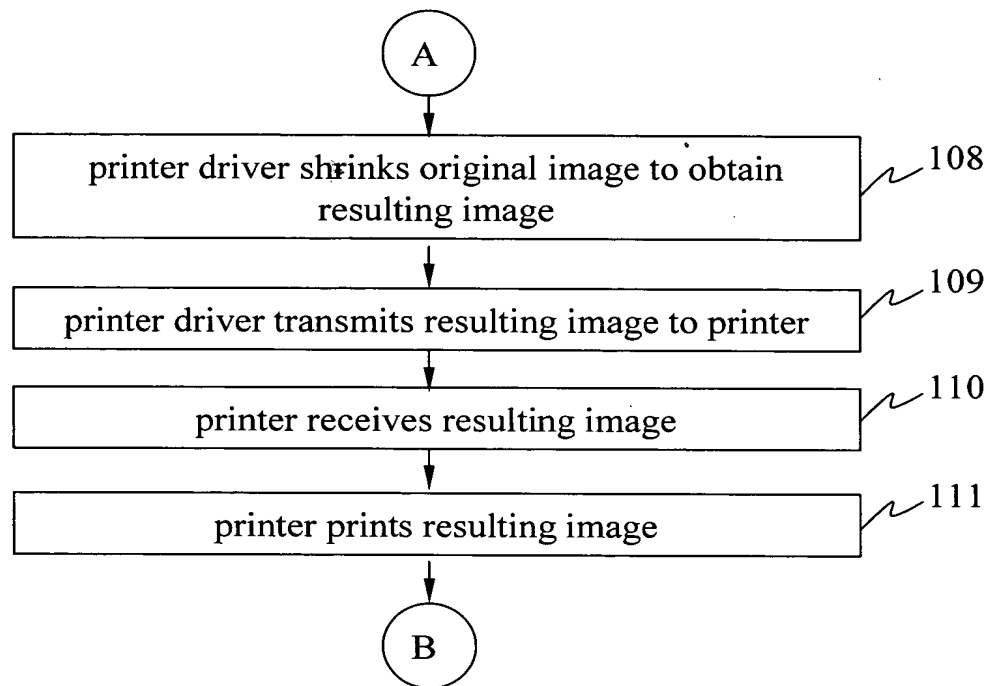 A
printer driver shrinks original image to obtain
resulting image
108
printer driver transmits resulting image to printer
109
printer receives resulting image
110
printer prints resulting image
111
B